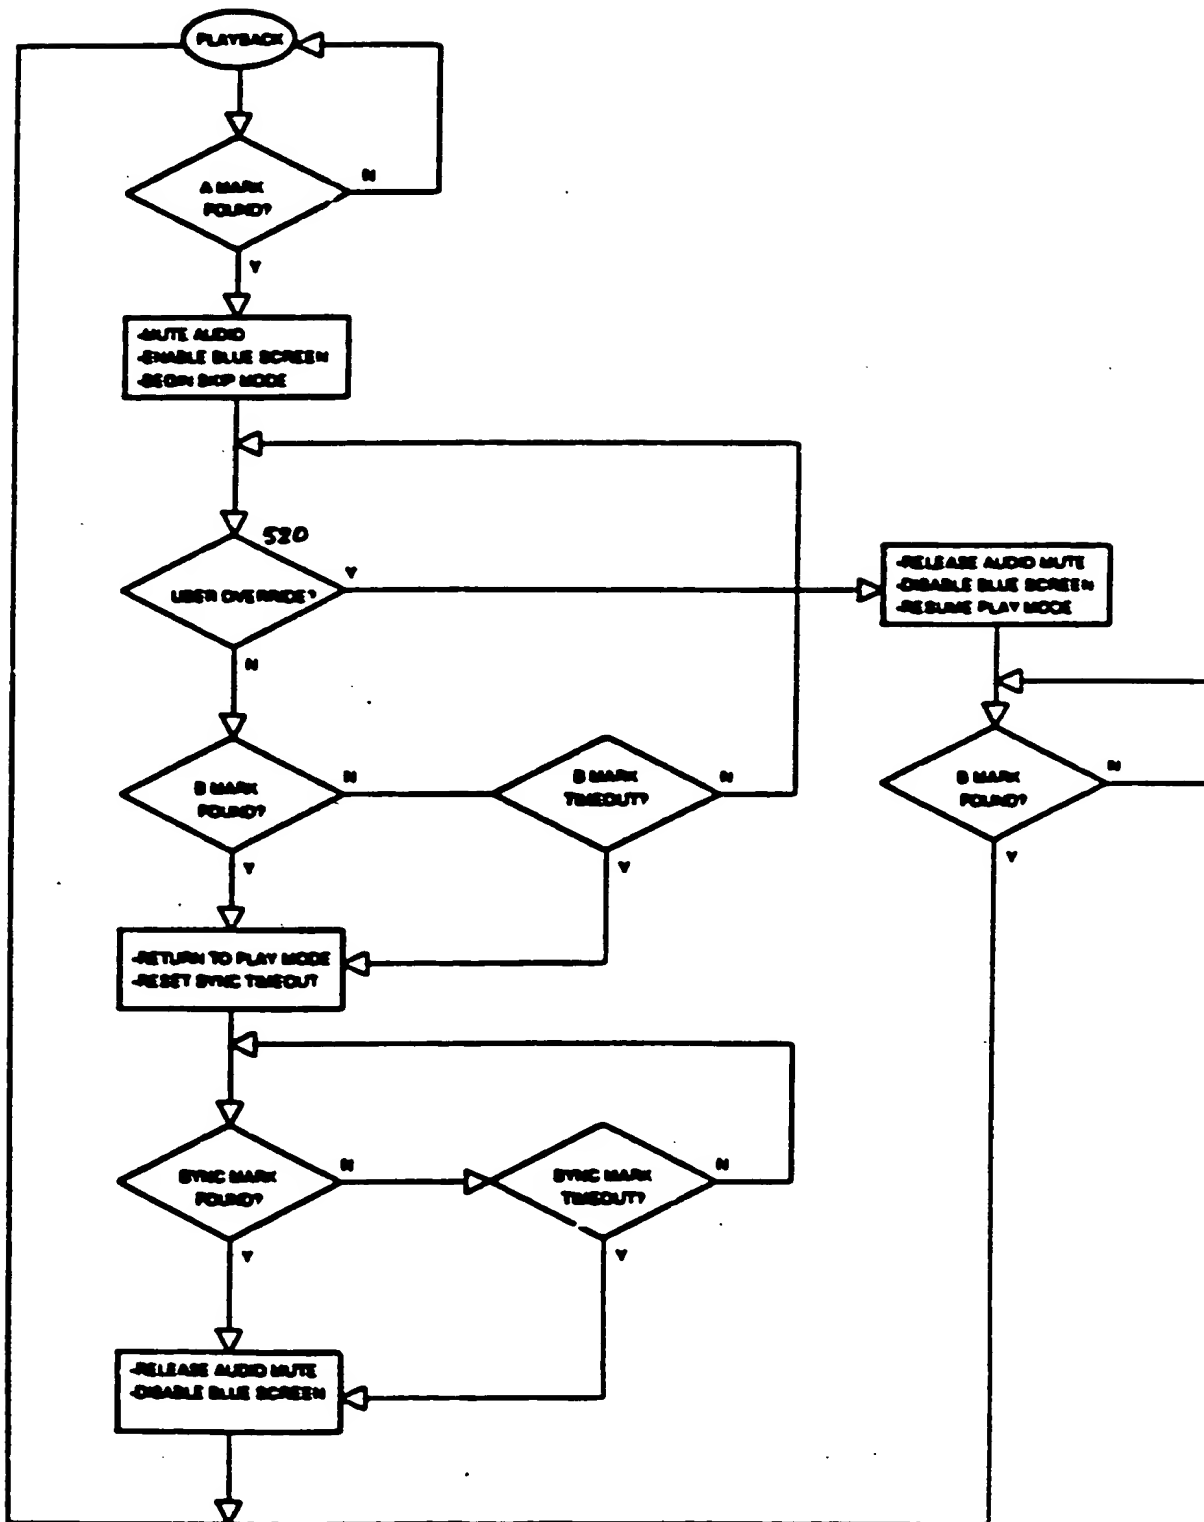 PLAYBACK
A MARK
FOUND?
N
Y
-MUTE AUDIO
-ENABLE BLUE SCREEN
-BEGIN SKIP MODE
520
USER OVERRIDE?
Y
N
-RELEASE AUDIO MUTE
-DISABLE BLUE SCREEN
-RESUME PLAY MODE
B MARK
FOUND?
N
Y
B MARK
TIMEOUT?
N
Y
B MARK
FOUND?
N
Y
-RETURN TO PLAY MODE
-RESET SYNC TIMEOUT
SYNC MARK
FOUND?
N
Y
SYNC MARK
TIMEOUT?
N
Y
-RELEASE AUDIO MUTE
-DISABLE BLUE SCREEN